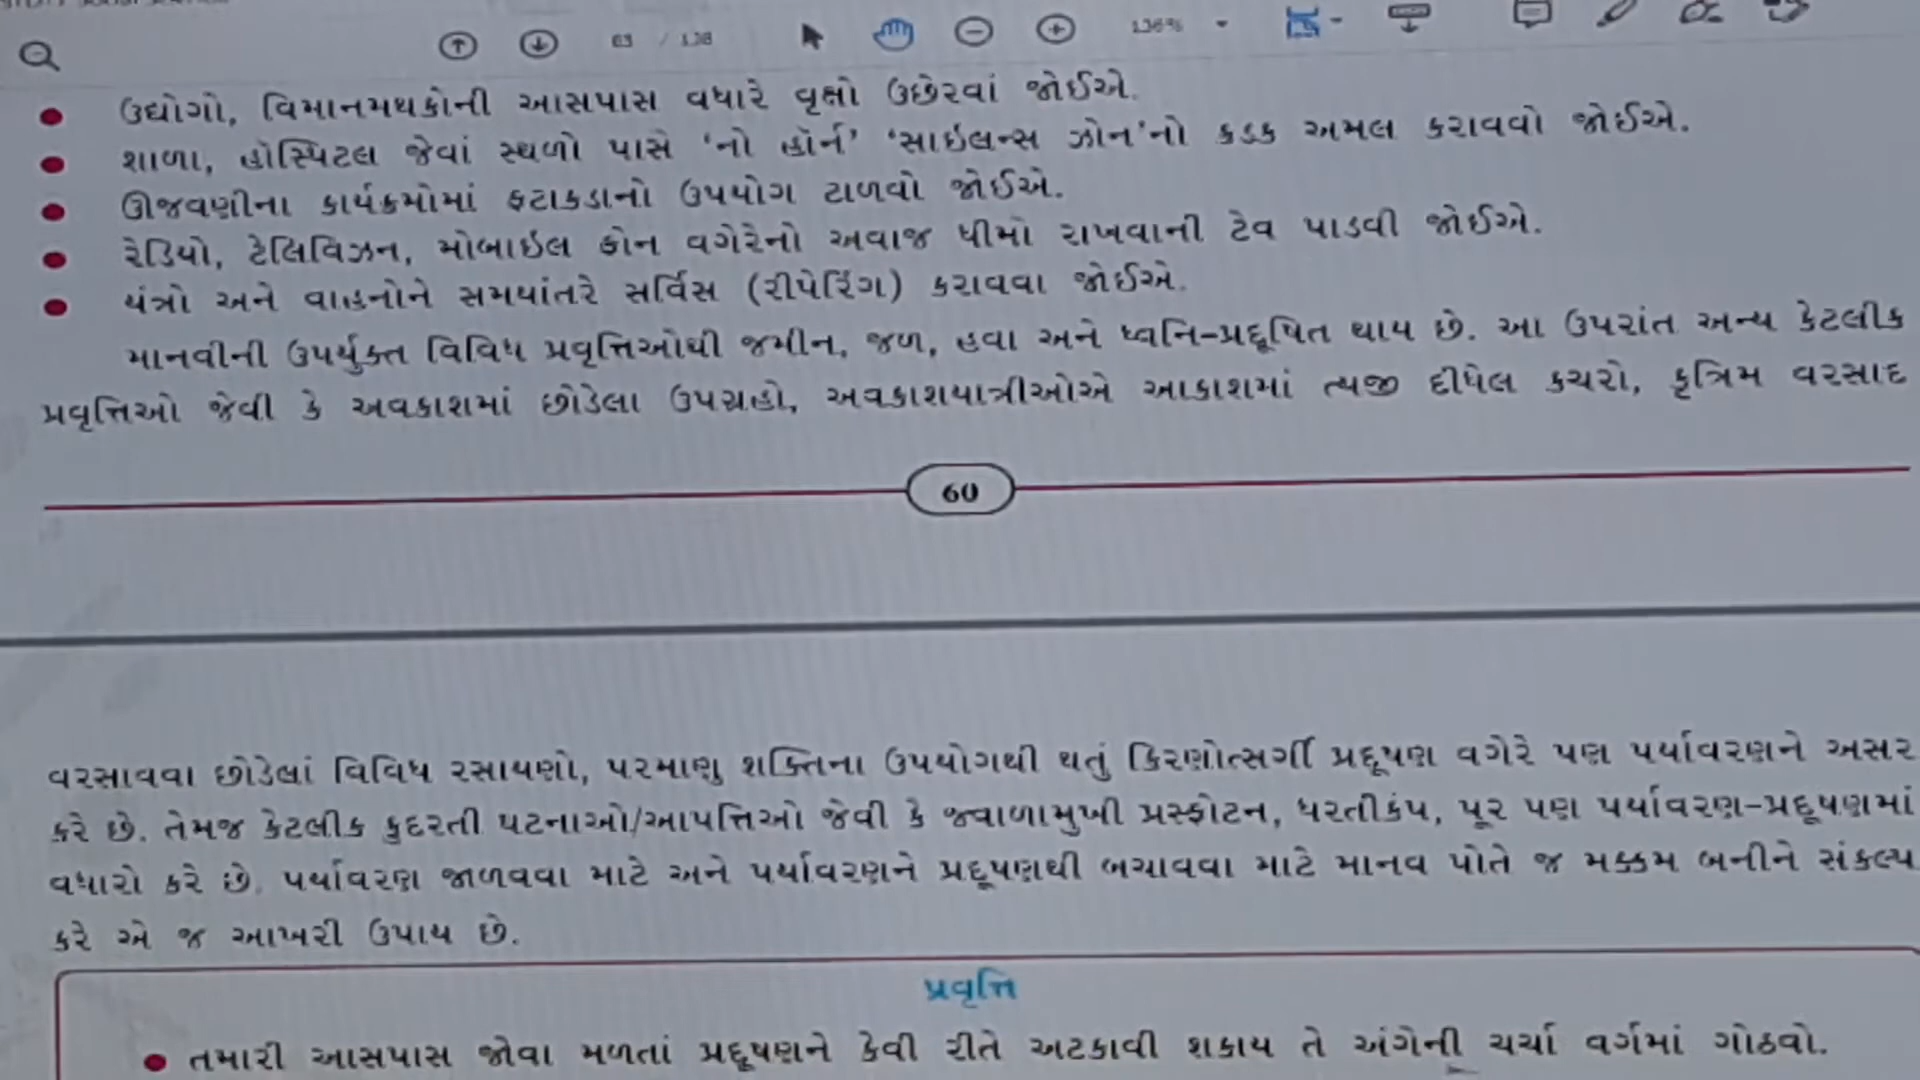 63 / 138 136%
ઉદ્યોગો, વિમાનમથકોની આસપાસ વધારે વૃક્ષો ઉછેરવાં જોઈએ.
શાળા, હૉસ્પિટલ જેવાં સ્થળો પાસે ‘નો હૉર્ન’ ‘સાઇલન્સ ઝોન’નો કડક અમલ કરાવવો જોઈએ.
ઊજવણીના કાર્યક્રમોમાં ફટાકડાનો ઉપયોગ ટાળવો જોઈએ.
રેડિયો, ટેલિવિઝન, મોબાઇલ ફોન વગેરેનો અવાજ ધીમો રાખવાની ટેવ પાડવી જોઈએ.
યંત્રો અને વાહનોને સમયાંતરે સર્વિસ (રીપેરિંગ) કરાવવા જોઈએ.
માનવીની ઉપર્યુક્ત વિવિધ પ્રવૃત્તિઓથી જમીન, જળ, હવા અને ધ્વનિ-પ્રદૂષિત થાય છે. આ ઉપરાંત અન્ય કેટલીક
પ્રવૃત્તિઓ જેવી કે અવકાશમાં છોડેલા ઉપગ્રહો, અવકાશયાત્રીઓએ આકાશમાં ત્યજી દીધેલ કચરો, કૃત્રિમ વરસાદ
60
વરસાવવા છોડેલાં વિવિધ રસાયણો, પરમાણુ શક્તિના ઉપયોગથી થતું કિરણોત્સર્ગી પ્રદૂષણ વગેરે પણ પર્યાવરણને અસર
કરે છે. તેમજ કેટલીક કુદરતી ઘટનાઓ/આપત્તિઓ જેવી કે જ્વાળામુખી પ્રસ્ફોટન, ધરતીકંપ, પૂર પણ પર્યાવરણ-પ્રદૂષણમાં
વધારો કરે છે. પર્યાવરણ જાળવવા માટે અને પર્યાવરણને પ્રદૂષણથી બચાવવા માટે માનવ પોતે જ મક્કમ બનીને સંકલ્પ
કરે એ જ આખરી ઉપાય છે.
પ્રવૃત્તિ
તમારી આસપાસ જોવા મળતાં પ્રદૂષણને કેવી રીતે અટકાવી શકાય તે અંગેની ચર્ચા વર્ગમાં ગોઠવો.